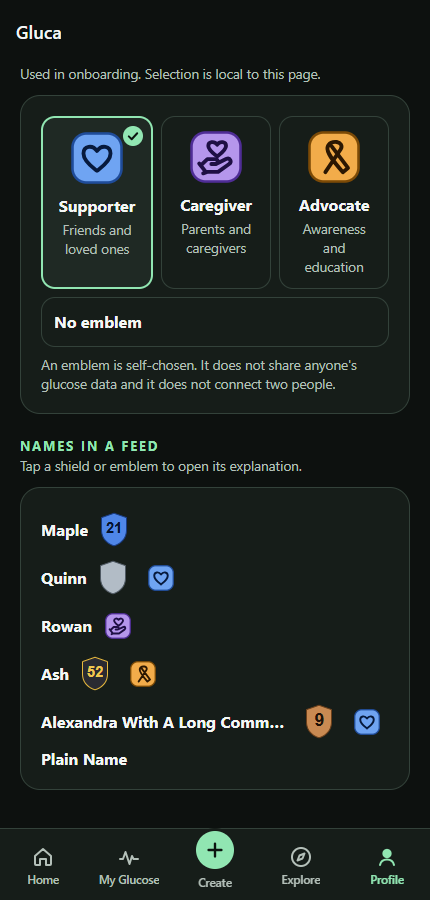 Gluca
Used in onboarding. Selection is local to this page.
Supporter
Friends and
loved ones
Caregiver
Parents and
caregivers
Advocate
Awareness
and
education
No emblem
An emblem is self-chosen. It does not share anyone's
glucose data and it does not connect two people.
NAMES IN A FEED
Tap a shield or emblem to open its explanation.
Maple 21
Quinn
Rowan
Ash 52
Alexandra With A Long Comm... 9
Plain Name
Home
My Glucose
Create
Explore
Profile